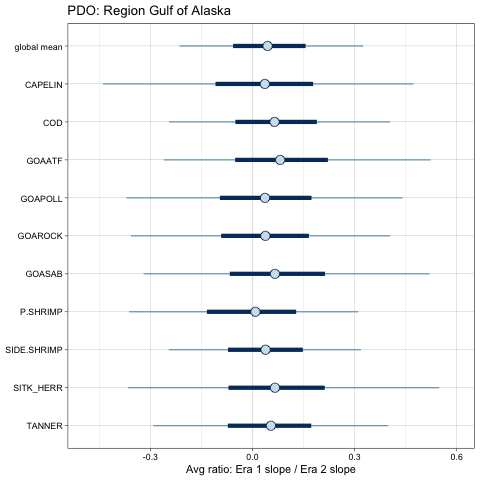 PDO: Region Gulf of Alaska
global mean
CAPELIN
COD
GOAATF
GOAPOLL
GOAROCK
GOASAB
P.SHRIMP
SIDE.SHRIMP
SITK_HERR
TANNER
-0.3 0.0 0.3 0.6
Avg ratio: Era 1 slope / Era 2 slope